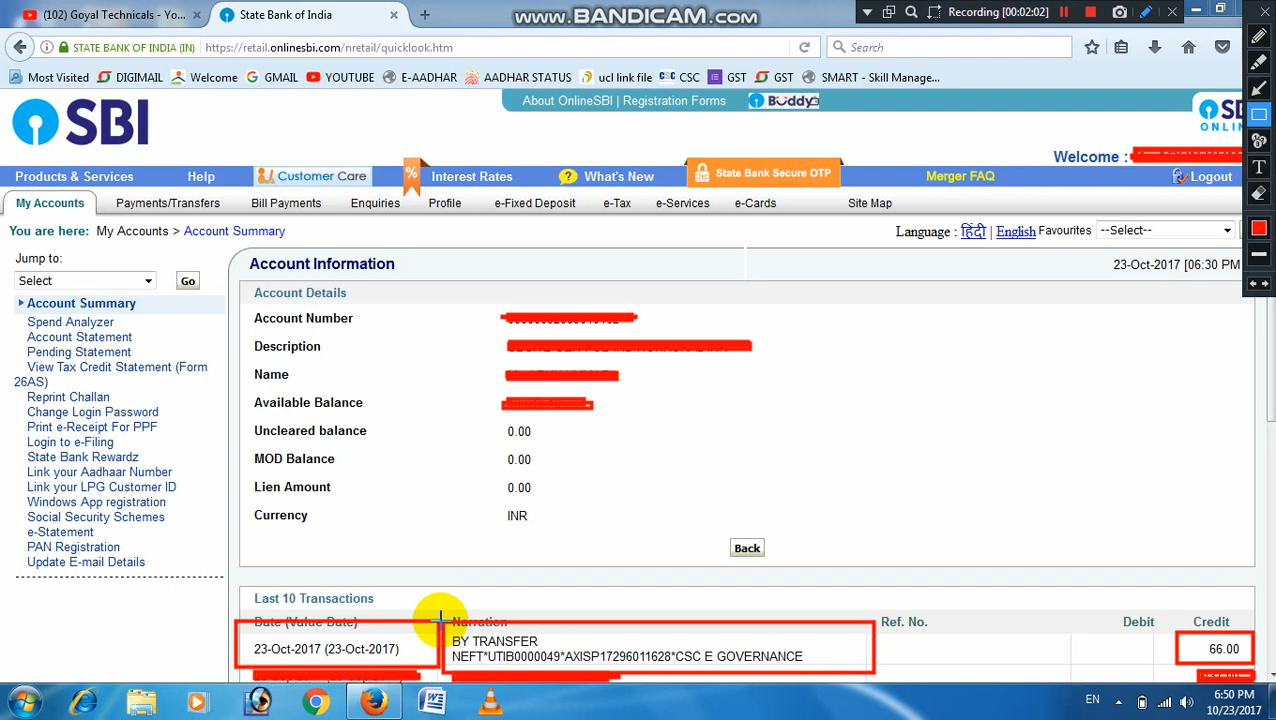 (102) Goyal Technicals - Yo...
State Bank of India
www.BANDICAM.com
Recording [00:02:02]
STATE BANK OF INDIA (IN)
https://retail.onlinesbi.com/nretail/quicklook.htm
Search
Most Visited DIGIMAIL Welcome GMAIL YOUTUBE E-AADHAR AADHAR STATUS ucl link file CSC GST GST SMART - Skill Manage...
About OnlineSBI | Registration Forms Buddy
SBI
SBI
ONLINE
Welcome :
Products & Services Help Customer Care % Interest Rates What's New State Bank Secure OTP Merger FAQ Logout
My Accounts Payments/Transfers Bill Payments Enquiries Profile e-Fixed Deposit e-Tax e-Services e-Cards Site Map
You are here: My Accounts > Account Summary
Language : हिंदी | English Favourites --Select--
Jump to:
Select Go
Account Summary
Spend Analyzer
Account Statement
Pending Statement
View Tax Credit Statement (Form
26AS)
Reprint Challan
Change Login Password
Print e-Receipt For PPF
Login to e-Filing
State Bank Rewardz
Link your Aadhaar Number
Link your LPG Customer ID
Windows App registration
Social Security Schemes
e-Statement
PAN Registration
Update E-mail Details
Account Information
23-Oct-2017 [06:30 PM
Account Details
Account Number
Description
Name
Available Balance
Uncleared balance 0.00
MOD Balance 0.00
Lien Amount 0.00
Currency INR
Back
Last 10 Transactions
Date (Value Date) Narration Ref. No. Debit Credit
23-Oct-2017 (23-Oct-2017) BY TRANSFER 66.00
NEFT*UTIB0000049*AXISP17296011628*CSC E GOVERNANCE
EN
6:50 PM
10/23/2017